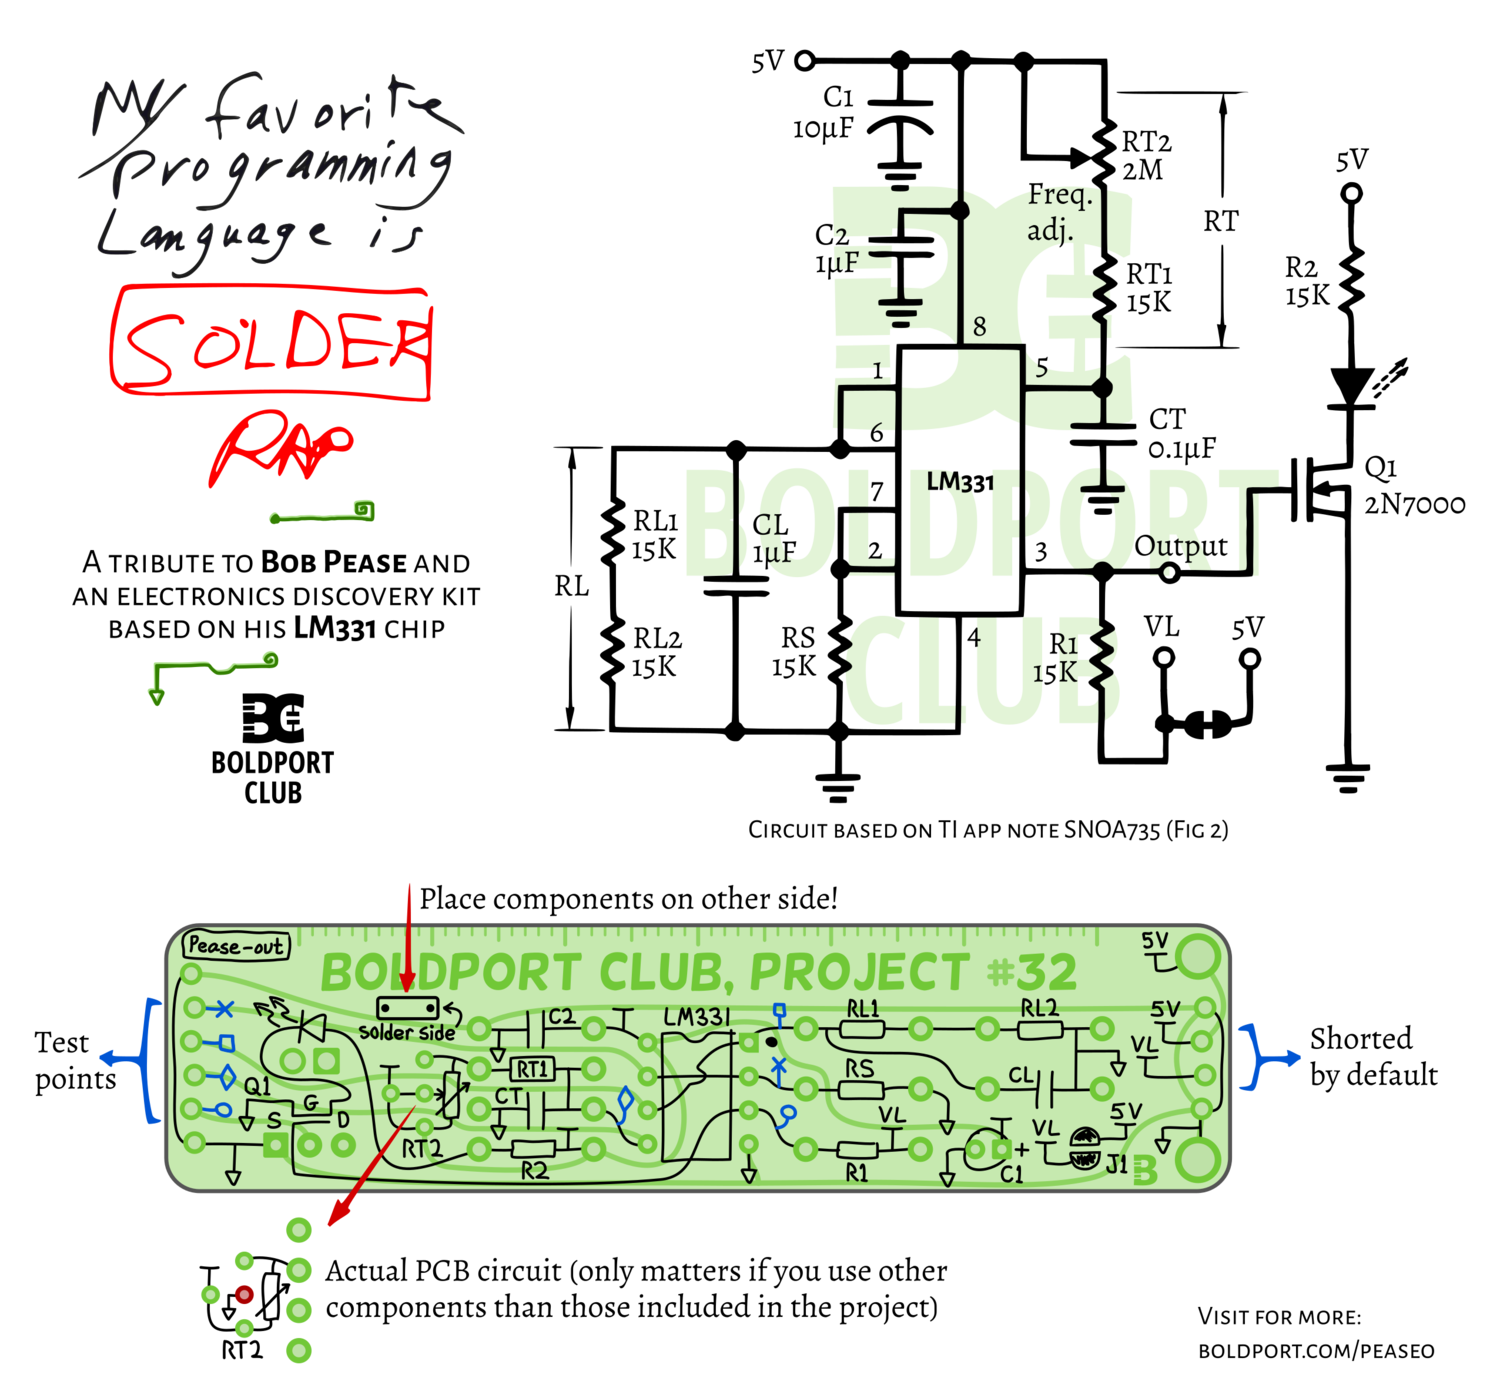 My favorite
Programming
Language is
SOLDER
RAP
A TRIBUTE TO BOB PEASE AND
AN ELECTRONICS DISCOVERY KIT
BASED ON HIS LM331 CHIP
BOLDPORT
CLUB
5V
C1
10µF
C2
1µF
RT2
2M
Freq.
adj.
RT
RT1
15K
5V
R2
15K
8
1
5
6
CT
0.1µF
LM331
7
2
3
4
Q1
2N7000
Output
RL1
15K
CL
1µF
RL
RL2
15K
RS
15K
R1
15K
VL
5V
BOLDPORT
CLUB
CIRCUIT BASED ON TI APP NOTE SNOA735 (FIG 2)
Place components on other side!
Pease-out
BOLDPORT CLUB, PROJECT #32
5V
solder side
C2
LM331
RL1
RL2
5V
Test
points
RT1
RS
CL
VL
Shorted
by default
Q1
G
S
D
CT
RT2
R2
VL
R1
C1
+
VL
5V
J1
B
Actual PCB circuit (only matters if you use other
components than those included in the project)
RT2
VISIT FOR MORE:
BOLDPORT.COM/PEASEO